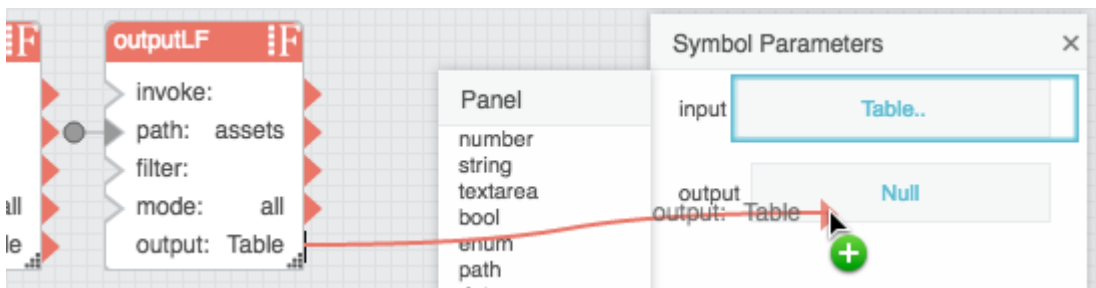 F
all
le
outputLF
F
invoke:
path: assets
filter:
mode: all
output: Table
Panel
number
string
textarea
bool
enum
path
Symbol Parameters ×
input Table..
output Null
output: Table